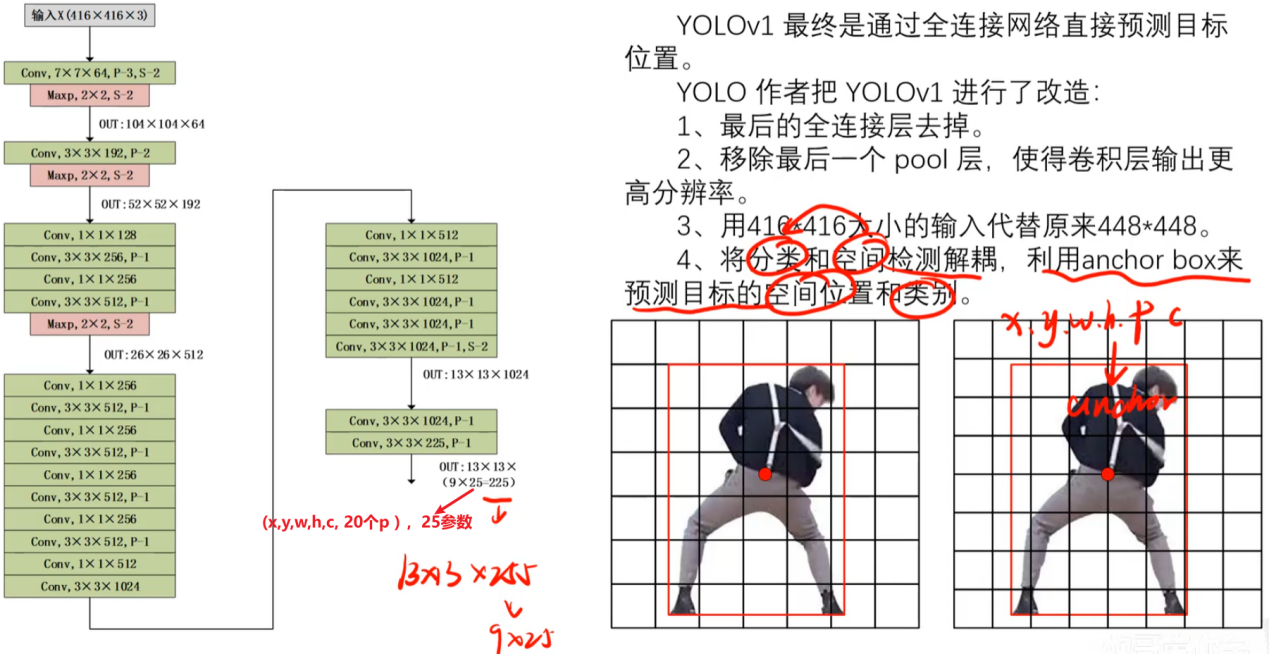 输入X(416×416×3)
Conv,7×7×64,P-3,S-2
Maxp,2×2,S-2
OUT:104×104×64
Conv,3×3×192,P-2
Maxp,2×2,S-2
OUT:52×52×192
Conv,1×1×128
Conv,3×3×256,P-1
Conv,1×1×256
Conv,3×3×512,P-1
Maxp,2×2,S-2
OUT:26×26×512
Conv,1×1×256
Conv,3×3×512,P-1
Conv,1×1×256
Conv,3×3×512,P-1
Conv,1×1×256
Conv,3×3×512,P-1
Conv,1×1×256
Conv,3×3×512,P-1
Conv,1×1×512
Conv,3×3×1024
Conv,1×1×512
Conv,3×3×1024,P-1
Conv,1×1×512
Conv,3×3×1024,P-1
Conv,3×3×1024,P-1
Conv,3×3×1024,P-1,S-2
OUT:13×13×1024
Conv,3×3×1024,P-1
Conv,3×3×225,P-1
OUT:13×13×
(9×25=225)
(x,y,w,h,c, 20个p ），25参数
13×13×255
9×25
YOLOv1 最终是通过全连接网络直接预测目标
位置。
YOLO 作者把 YOLOv1 进行了改造：
1、最后的全连接层去掉。
2、移除最后一个 pool 层，使得卷积层输出更
高分辨率。
3、用416*416大小的输入代替原来448*448。
4、将分类和空间检测解耦，利用anchor box来
预测目标的空间位置和类别。
x.y.w.h.p c
anchor